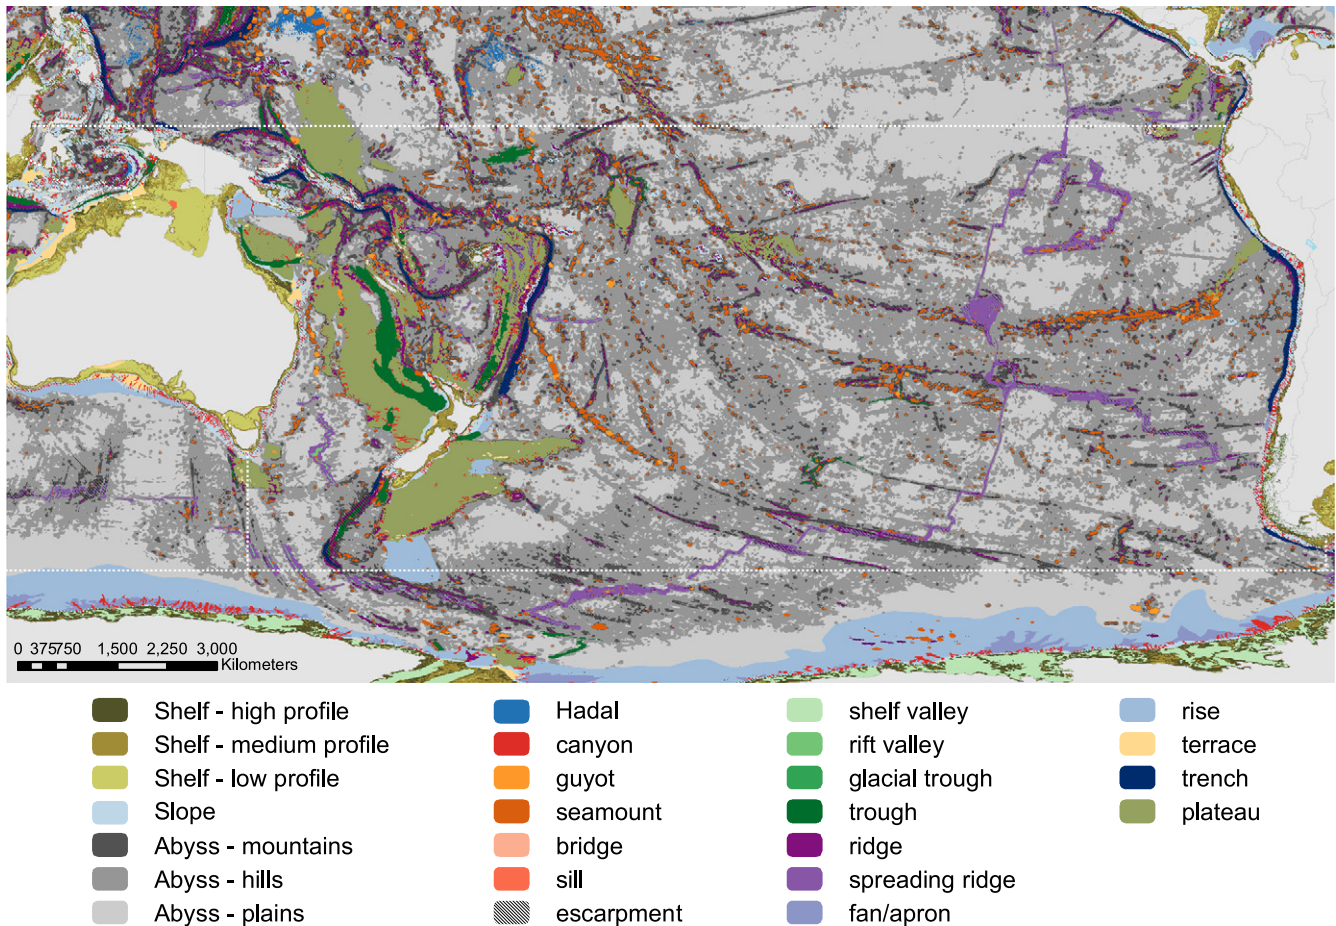 0 375750 1,500 2,250 3,000
Kilometers
Shelf - high profile
Shelf - medium profile
Shelf - low profile
Slope
Abyss - mountains
Abyss - hills
Abyss - plains
Hadal
canyon
guyot
seamount
bridge
sill
escarpment
shelf valley
rift valley
glacial trough
trough
ridge
spreading ridge
fan/apron
rise
terrace
trench
plateau